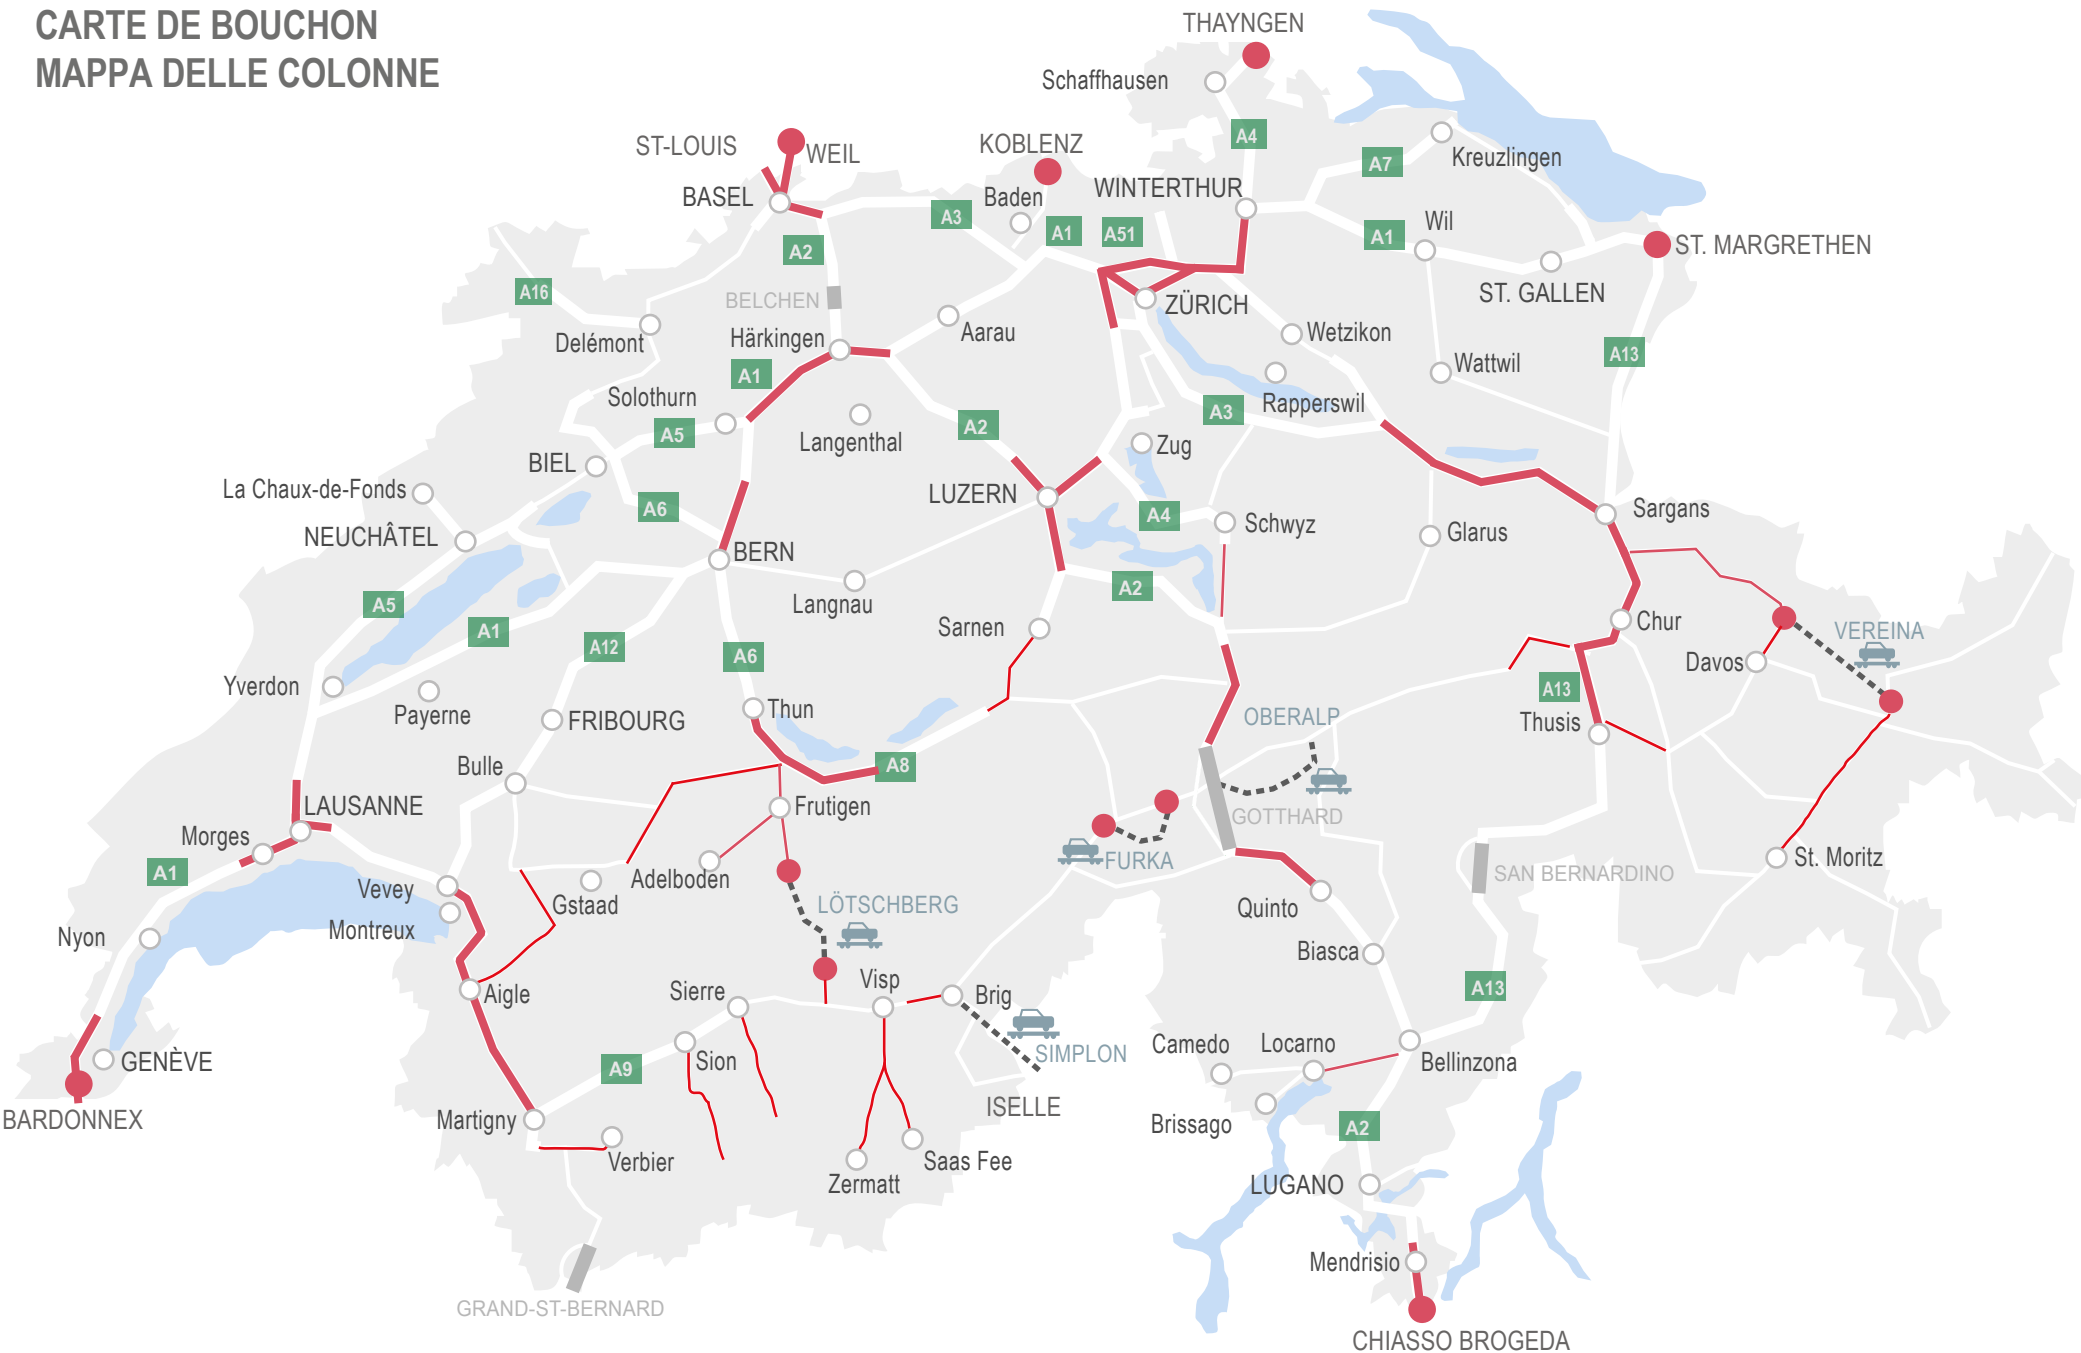 CARTE DE BOUCHON
MAPPA DELLE COLONNE
THAYNGEN
Schaffhausen
A4
ST-LOUIS
WEIL
KOBLENZ
A7
Kreuzlingen
BASEL
Baden
WINTERTHUR
A3
A1
A51
A1
Wil
ST. MARGRETHEN
A2
A16
BELCHEN
ZÜRICH
ST. GALLEN
Delémont
Härkingen
Aarau
Wetzikon
Wattwil
A13
A1
Solothurn
Rapperswil
A5
Langenthal
A2
A3
Zug
BIEL
La Chaux-de-Fonds
LUZERN
A6
A4
Schwyz
Glarus
Sargans
NEUCHÂTEL
BERN
A5
Langnau
A2
A1
Sarnen
Chur
VEREINA
A12
A6
Davos
Yverdon
Payerne
FRIBOURG
Thun
OBERALP
A13
Thusis
Bulle
A8
LAUSANNE
Frutigen
GOTTHARD
Morges
FURKA
St. Moritz
A1
Vevey
Gstaad
Adelboden
LÖTSCHBERG
SAN BERNARDINO
Montreux
Quinto
Nyon
Biasca
Aigle
Sierre
Visp
Brig
A13
GENÈVE
Sion
A9
SIMPLON
Camedo
Locarno
Bellinzona
BARDONNEX
Martigny
ISELLE
Brissago
A2
Verbier
Saas Fee
Zermatt
LUGANO
Mendrisio
GRAND-ST-BERNARD
CHIASSO BROGEDA